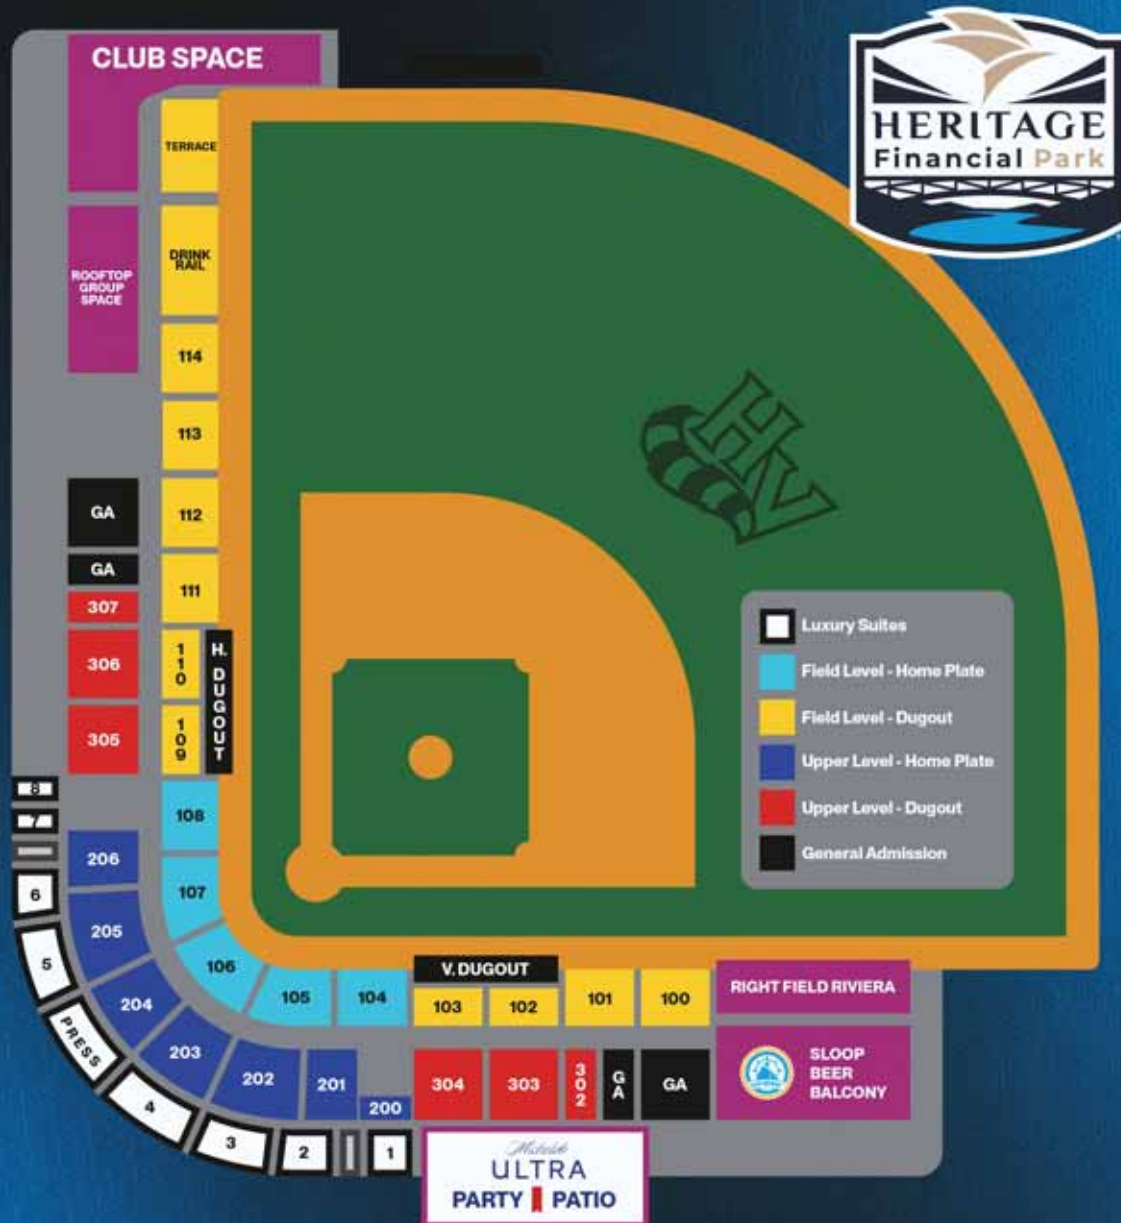 CLUB SPACE
HERITAGE
Financial Park
TERRACE
DRINK
RAIL
ROOFTOP
GROUP
SPACE
114
113
112
111
GA
GA
307
306
305
110
109
H. DUGOUT
HV
Luxury Suites
Field Level - Home Plate
Field Level - Dugout
Upper Level - Home Plate
Upper Level - Dugout
General Admission
8
7
6
5
PRESS
4
3
2
1
206
205
204
203
202
201
200
108
107
106
105
104
V. DUGOUT
103
102
101
100
304
303
302
GA
GA
RIGHT FIELD RIVIERA
SLOOP
BEER
BALCONY
Michelob
ULTRA
PARTY PATIO